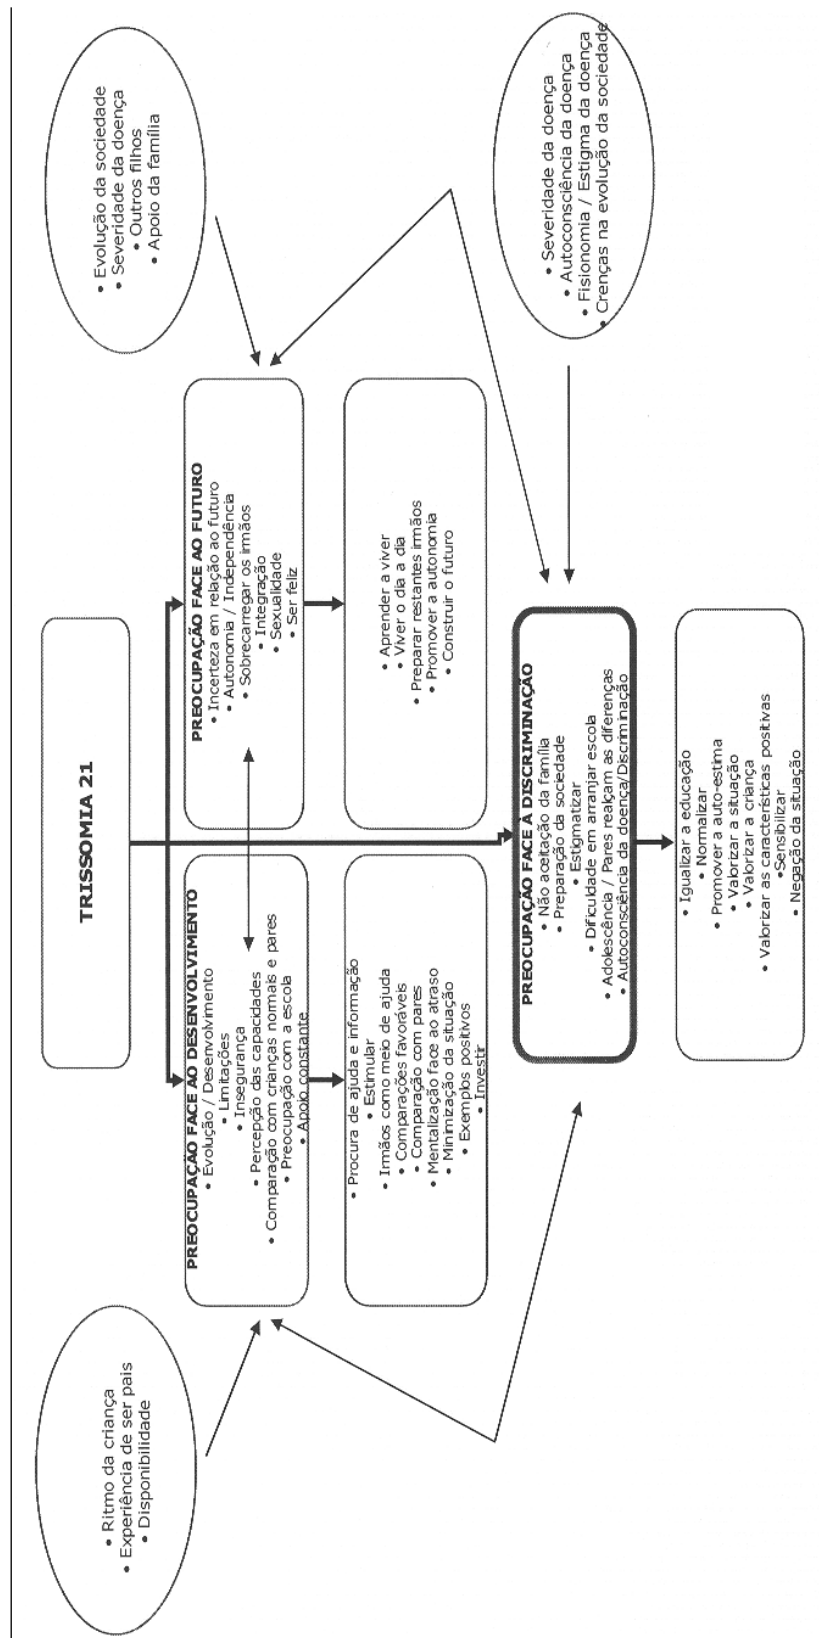 TRISSOMIA 21
• Ritmo da criança
• Experiência de ser pais
• Disponibilidade
PREOCUPAÇÃO FACE AO DESENVOLVIMENTO
• Evolução / Desenvolvimento
• Limitações
• Insegurança
• Percepção das capacidades
• Comparação com crianças normais e pares
• Preocupação com a escola
• Apoio constante
PREOCUPAÇÃO FACE AO FUTURO
• Incerteza em relação ao futuro
• Autonomia / Independência
• Sobrecarregar os irmãos
• Integração
• Sexualidade
• Ser feliz
• Evolução da sociedade
• Severidade da doença
• Outros filhos
• Apoio da família
• Procura de ajuda e informação
• Estimular
• Irmãos como meio de ajuda
• Comparações favoráveis
• Comparação com pares
• Mentalização face ao atraso
• Minimização da situação
• Exemplos positivos
• Investir
• Aprender a viver
• Viver o dia a dia
• Preparar restantes irmãos
• Promover a autonomia
• Construir o futuro
PREOCUPAÇÃO FACE À DISCRIMINAÇÃO
• Não aceitação da família
• Preparação da sociedade
• Estigmatizar
• Dificuldade em arranjar escola
• Adolescência / Pares realçam as diferenças
• Autoconsciência da doença/Discriminação
• Severidade da doença
• Autoconsciência da doença
• Fisionomia / Estigma da doença
• Crenças na evolução da sociedade
• Igualizar a educação
• Normalizar
• Promover a auto-estima
• Valorizar a situação
• Valorizar a criança
• Valorizar as características positivas
•Sensibilizar
• Negação da situação